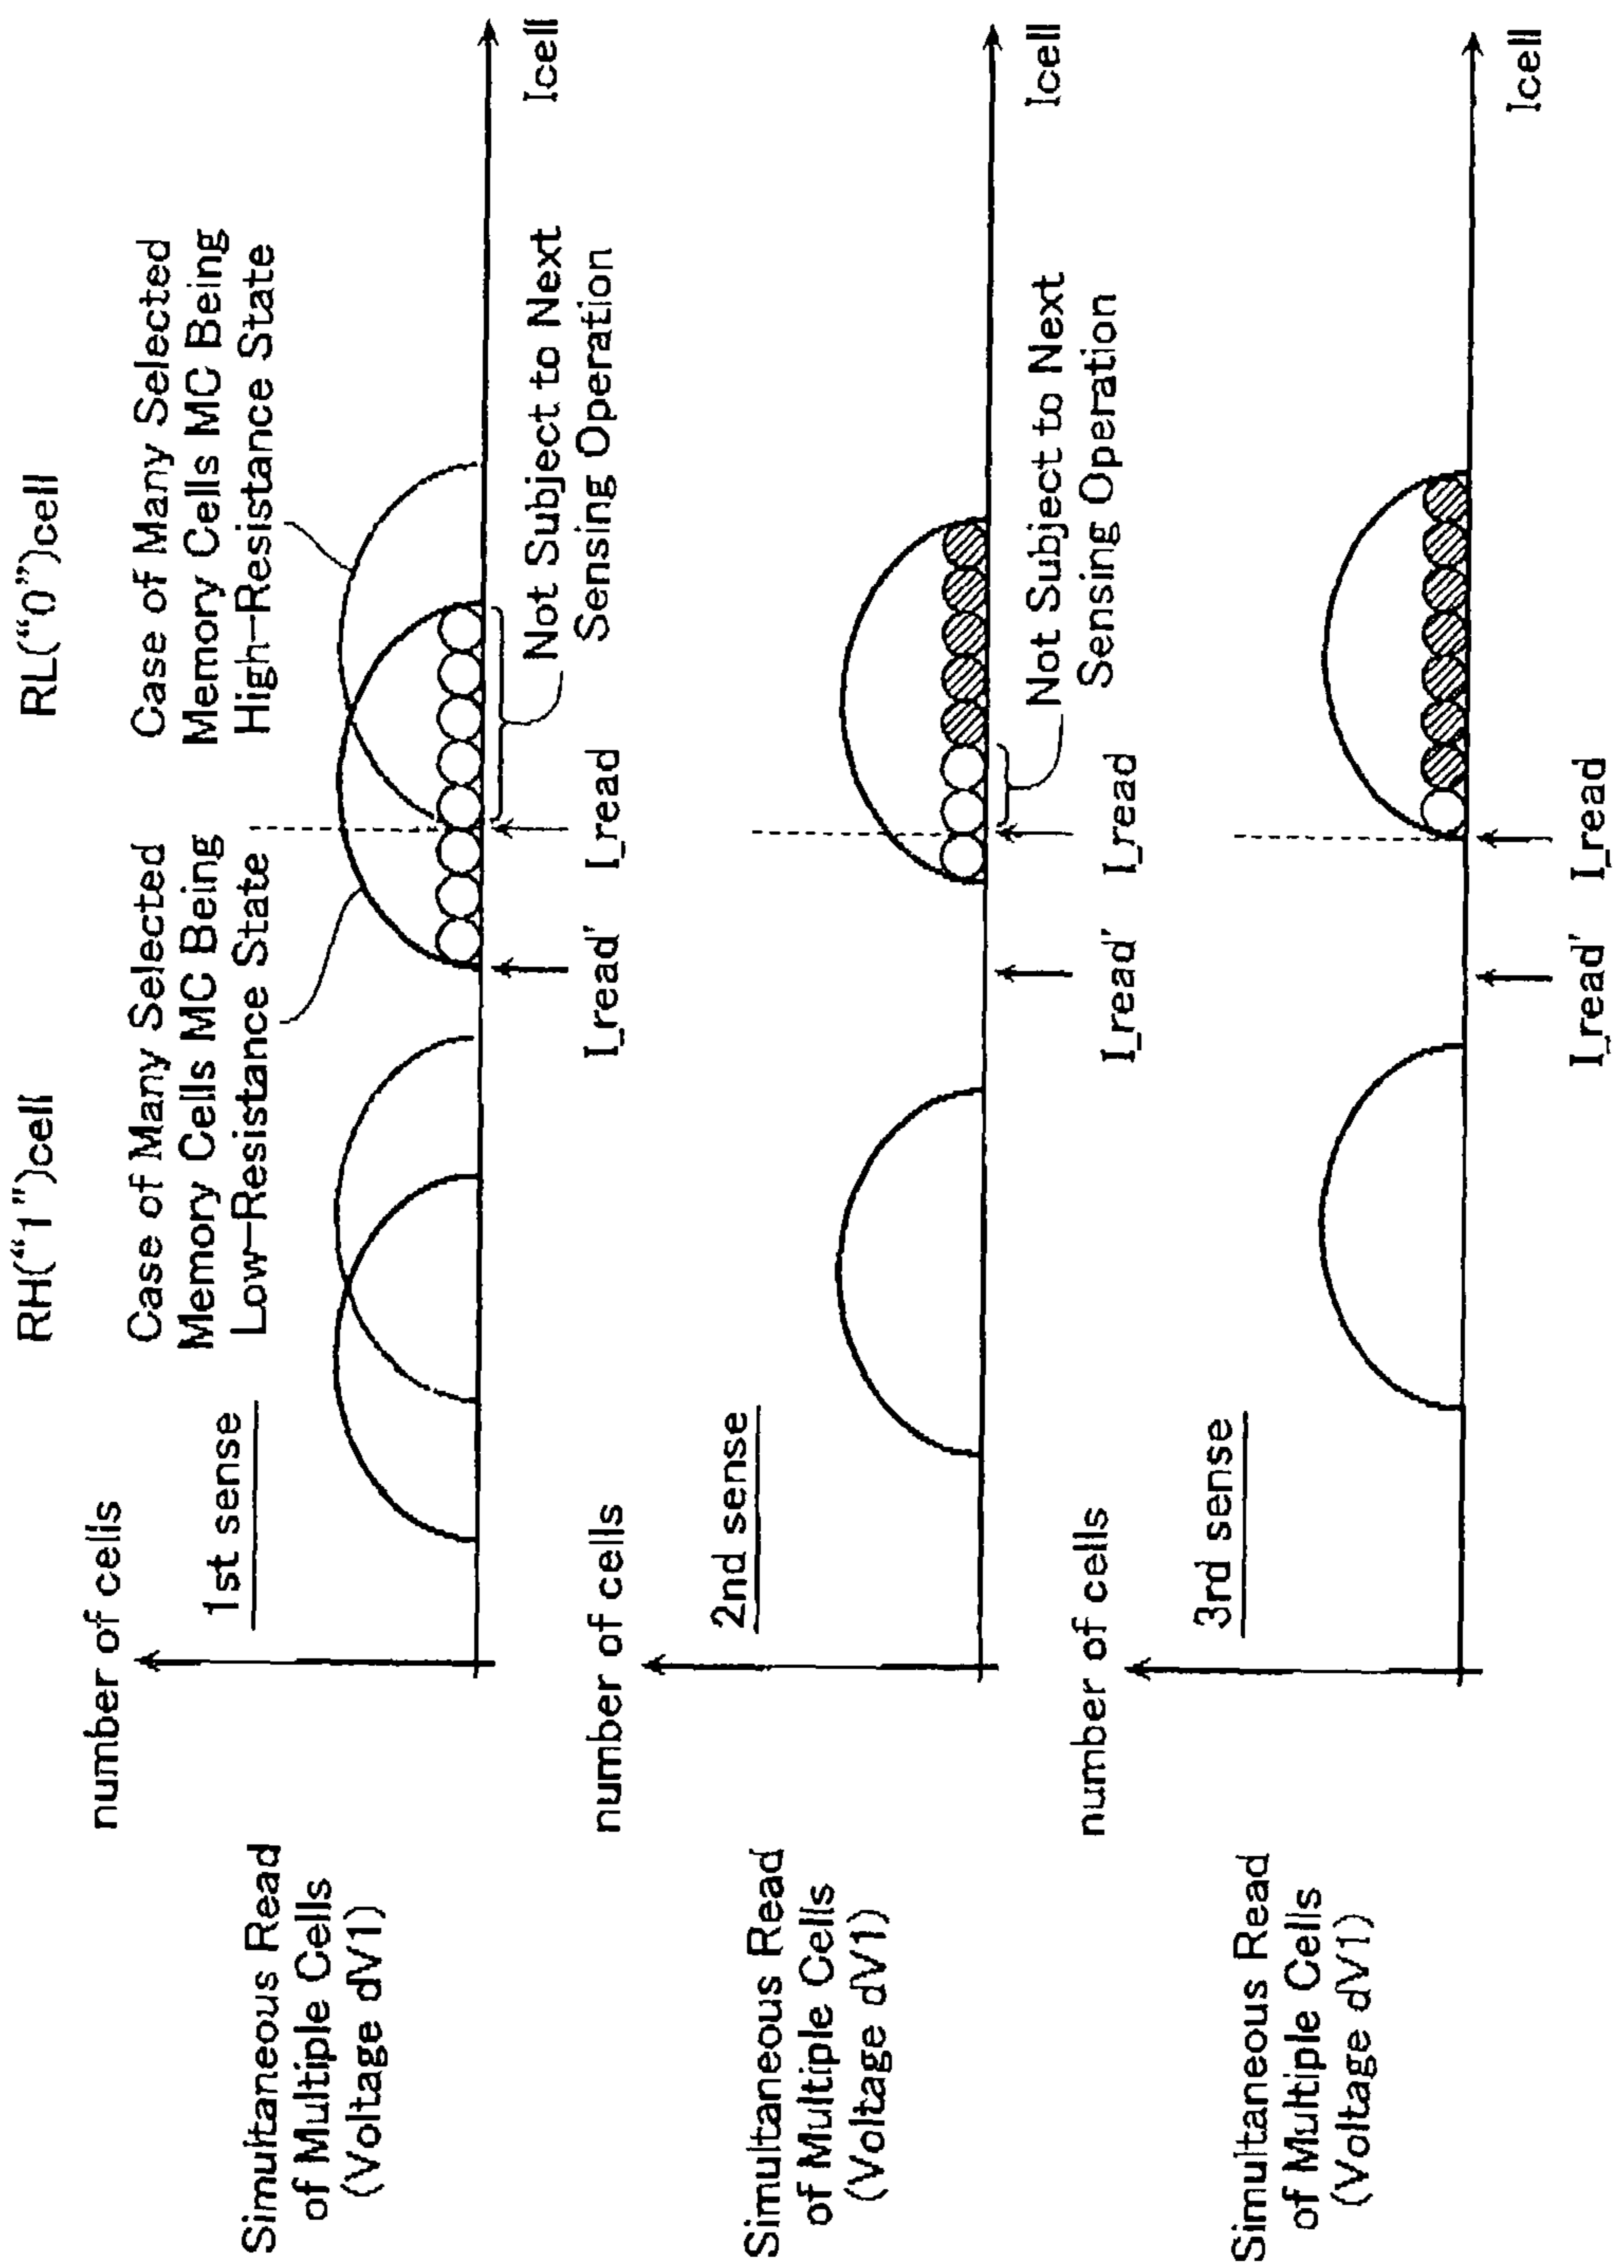 RH(“1”)cell
RL(“0”)cell
Simultaneous Read
of Multiple Cells
(Voltage dV1)
number of cells
1st sense
Case of Many Selected
Memory Cells MC Being
Low-Resistance State
Case of Many Selected
Memory Cells MC Being
High-Resistance State
Icell
I_read'
I_read
Not Subject to Next
Sensing Operation
Simultaneous Read
of Multiple Cells
(Voltage dV1)
number of cells
2nd sense
Icell
I_read'
I_read
Not Subject to Next
Sensing Operation
Simultaneous Read
of Multiple Cells
(Voltage dV1)
number of cells
3rd sense
Icell
I_read'
I_read